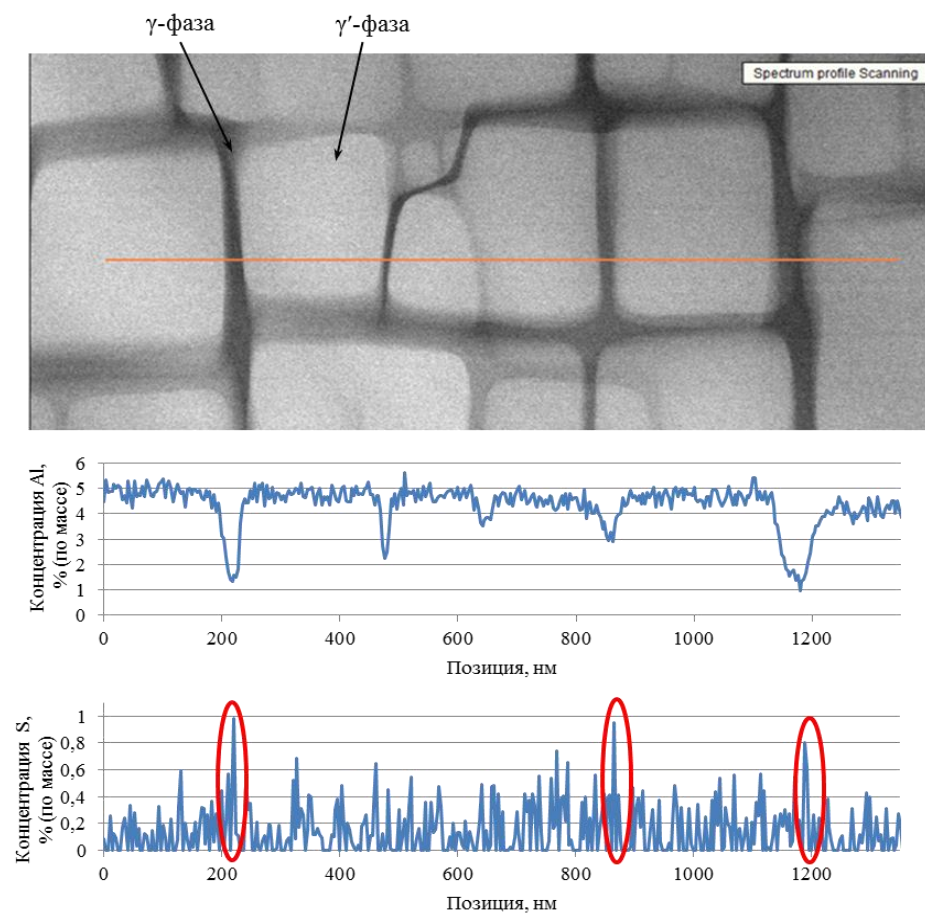 γ-фаза γ′-фаза
Spectrum profile Scanning
Концентрация Al,
% (по массе)
6
5
4
3
2
1
0
0 200 400 600 800 1000 1200
Позиция, нм
Концентрация S,
% (по массе)
1
0,8
0,6
0,4
0,2
0
0 200 400 600 800 1000 1200
Позиция, нм